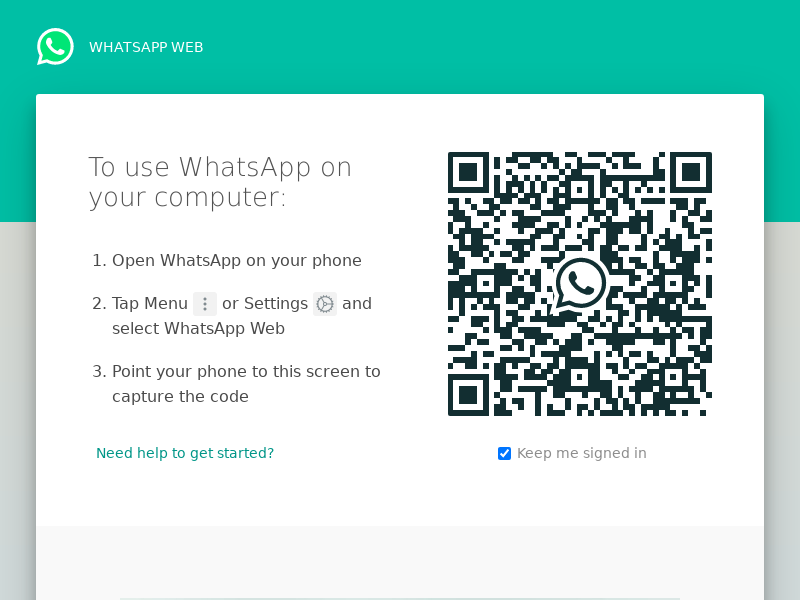 WHATSAPP WEB
To use WhatsApp on
your computer:
1. Open WhatsApp on your phone
2. Tap Menu or Settings and
select WhatsApp Web
3. Point your phone to this screen to
capture the code
Need help to get started?
Keep me signed in